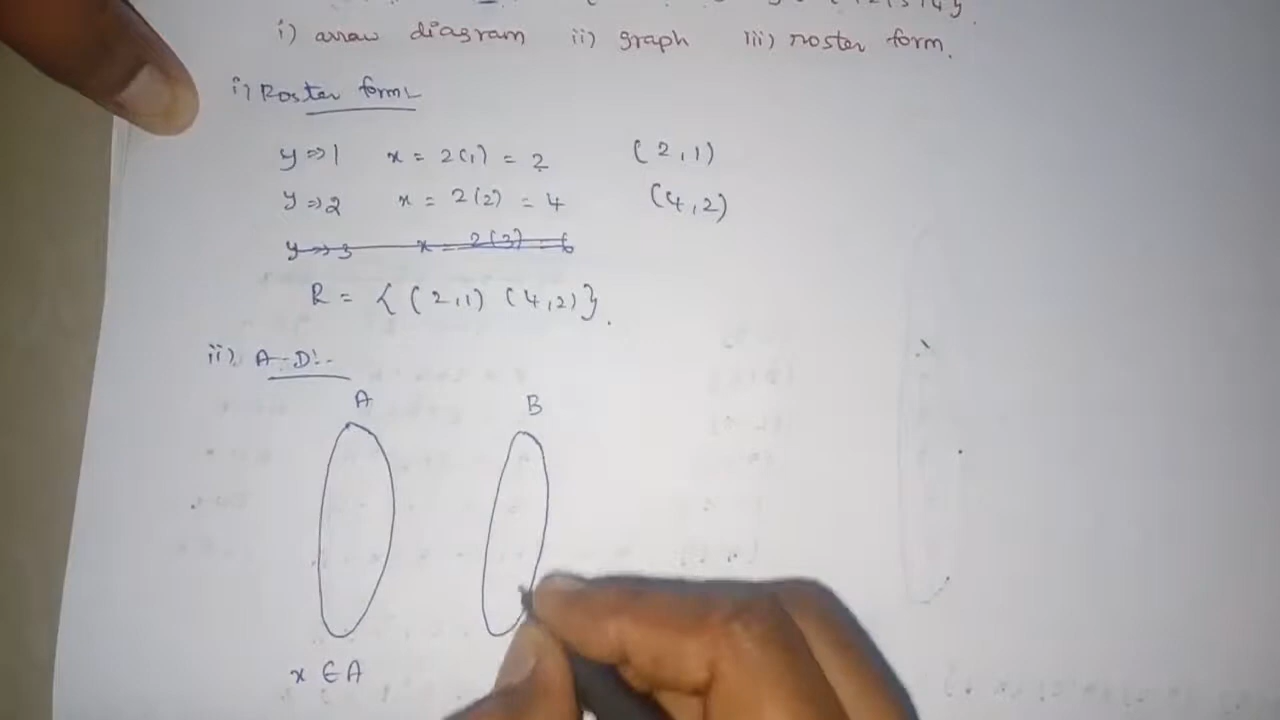 i) arrow diagram ii) graph iii) roster form.
i) Roster form:-
y ⇒ 1 x = 2(1) = 2 (2,1)
y ⇒ 2 x = 2(2) = 4 (4,2)
y ⇒ 3 x = 2(3) = 6
R = { (2,1) (4,2)}.
ii) A-D:-
A B
x ∈ A